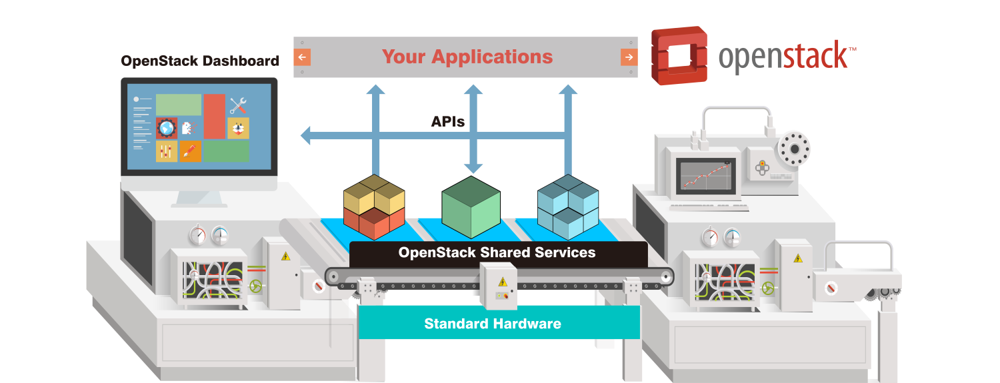 OpenStack Dashboard
Your Applications
openstack™
APIs
OpenStack Shared Services
Standard Hardware